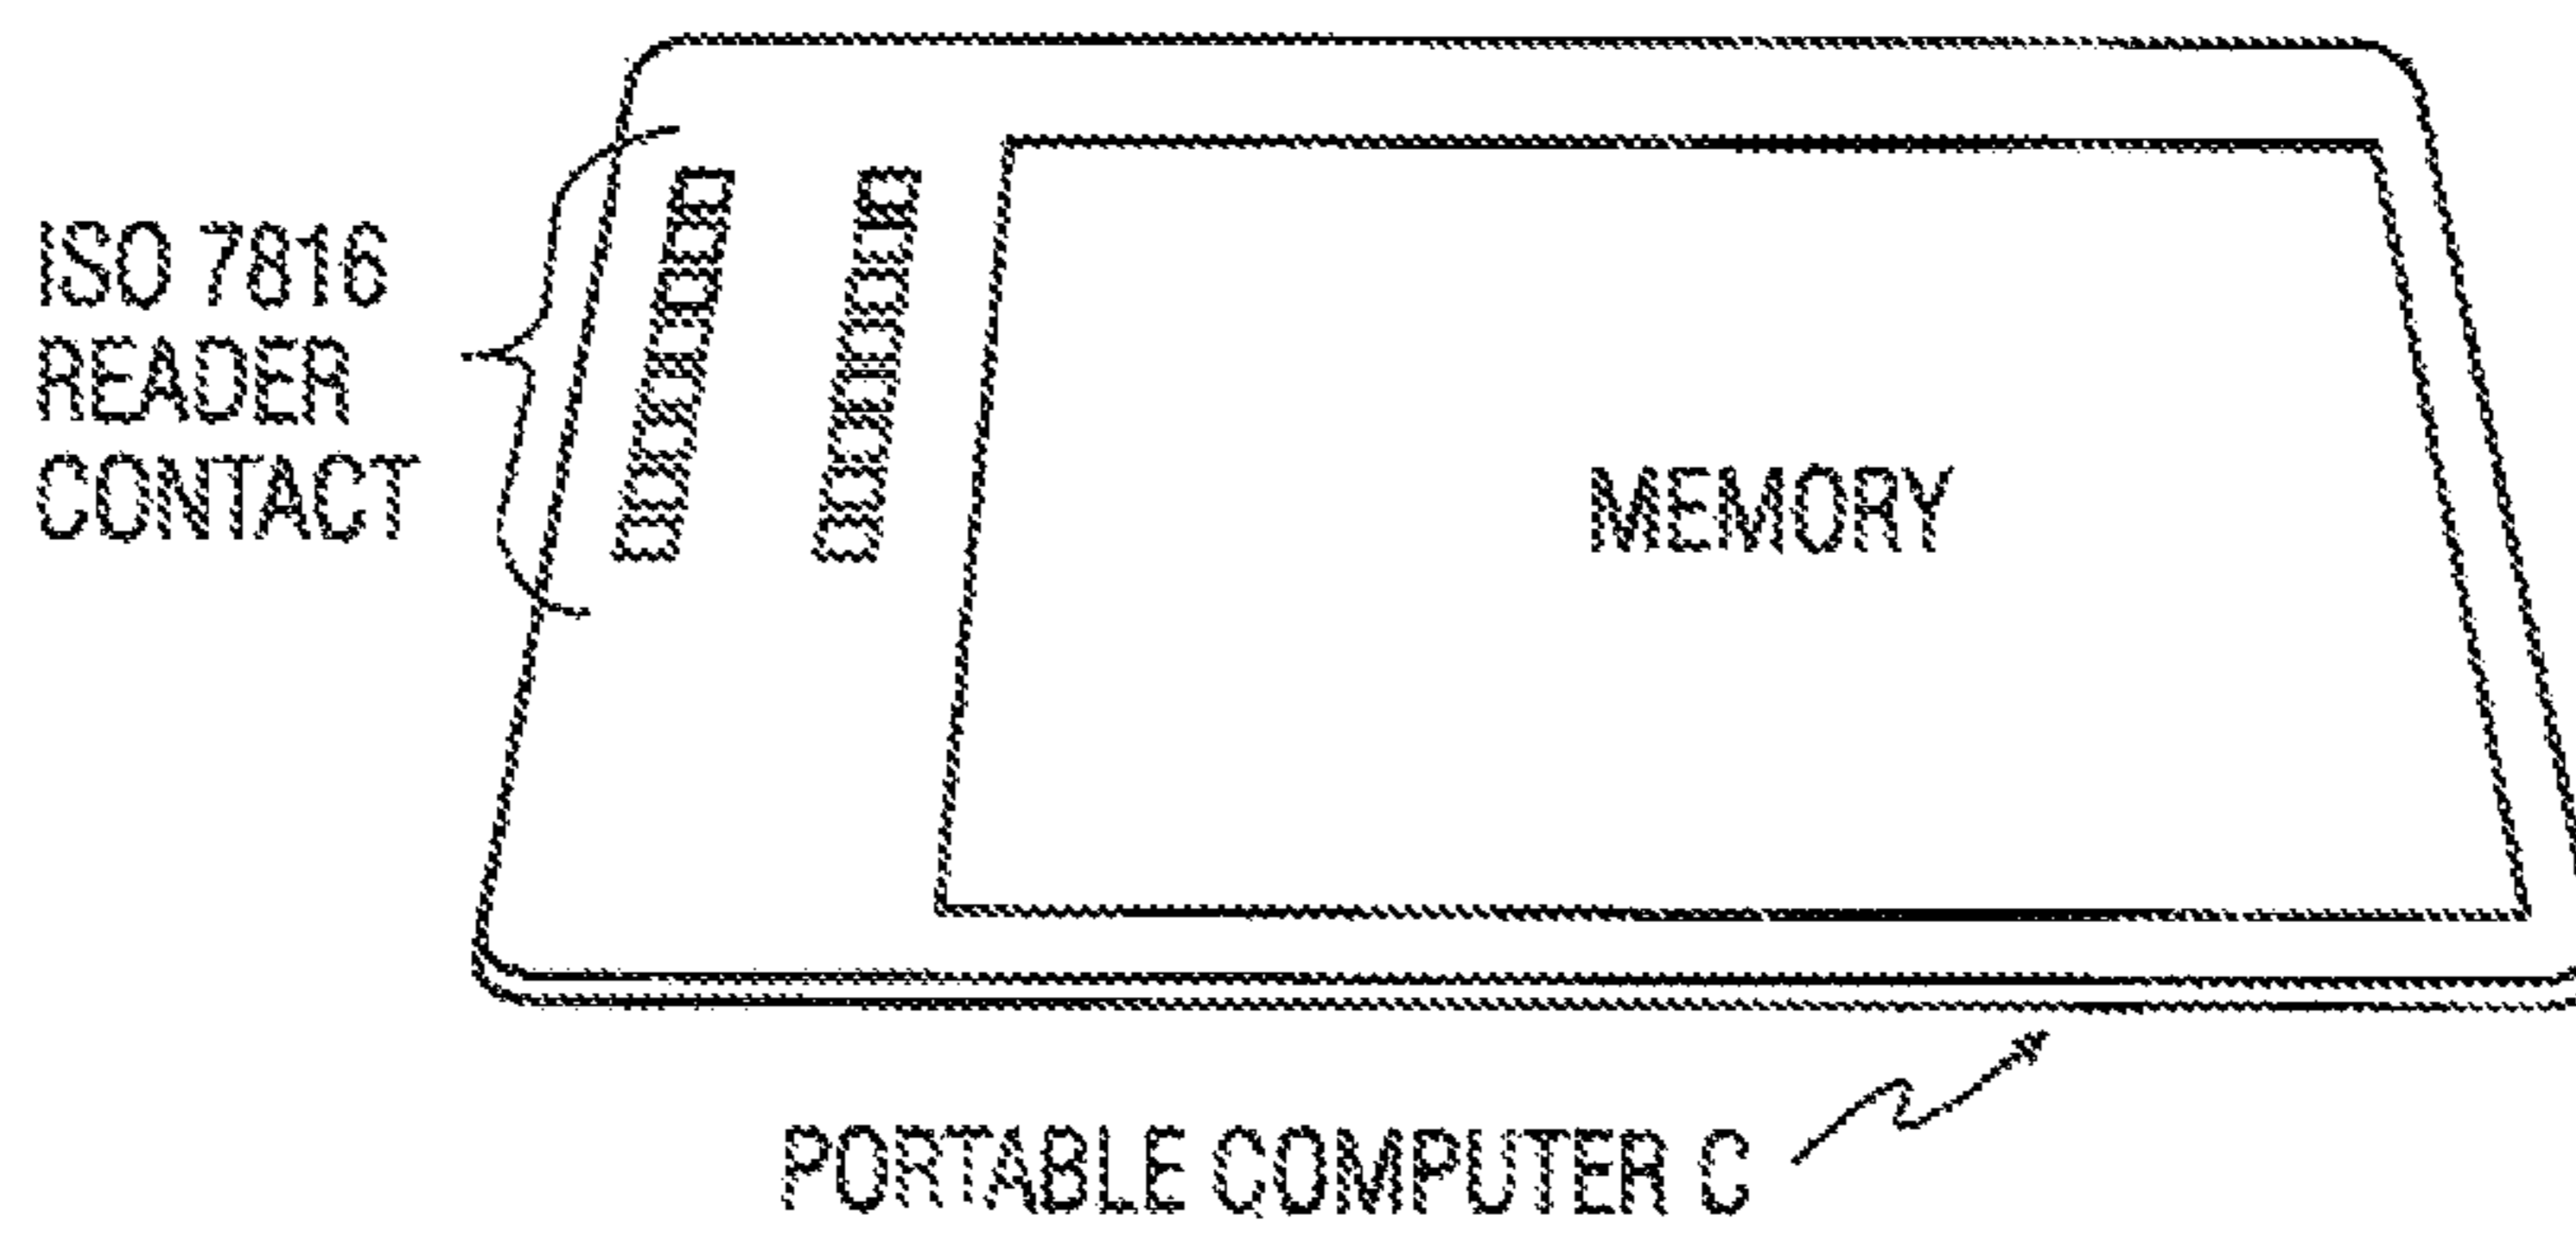 ISO 7816
READER
CONTACT
MEMORY
PORTABLE COMPUTER C